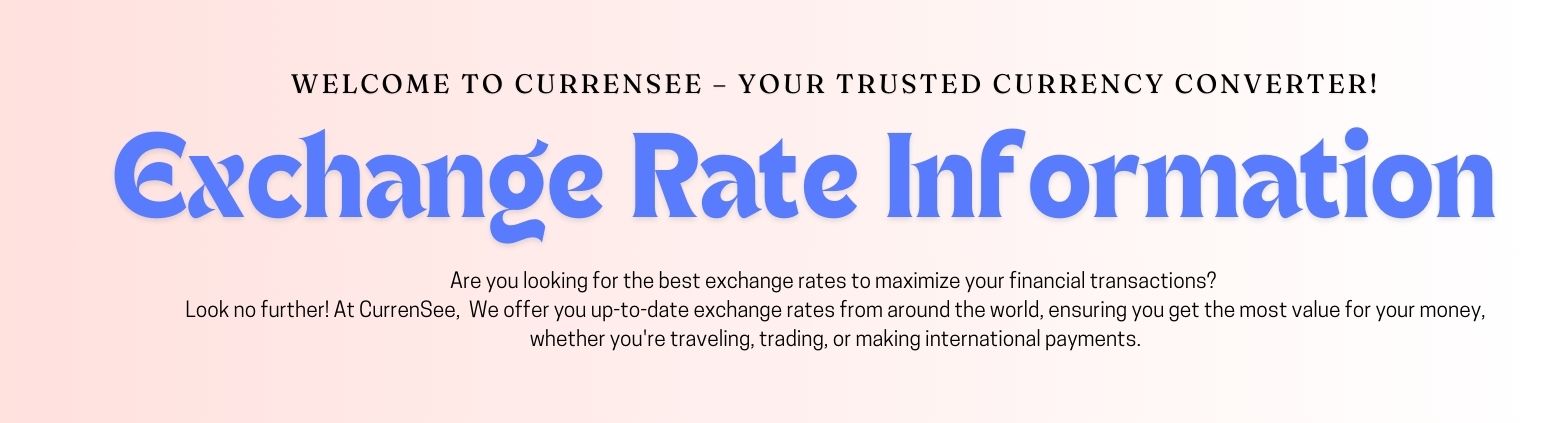 WELCOME TO CURRENSEE – YOUR TRUSTED CURRENCY CONVERTER!
Exchange Rate Information
Are you looking for the best exchange rates to maximize your financial transactions?
Look no further! At CurrenSee,  We offer you up-to-date exchange rates from around the world, ensuring you get the most value for your money,
whether you're traveling, trading, or making international payments.